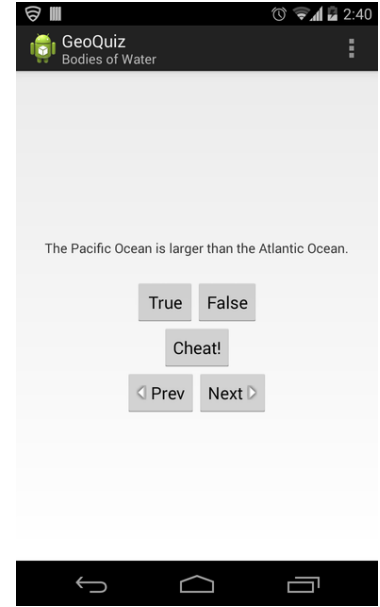 2:40
GeoQuiz
Bodies of Water
The Pacific Ocean is larger than the Atlantic Ocean.
True False
Cheat!
Prev Next